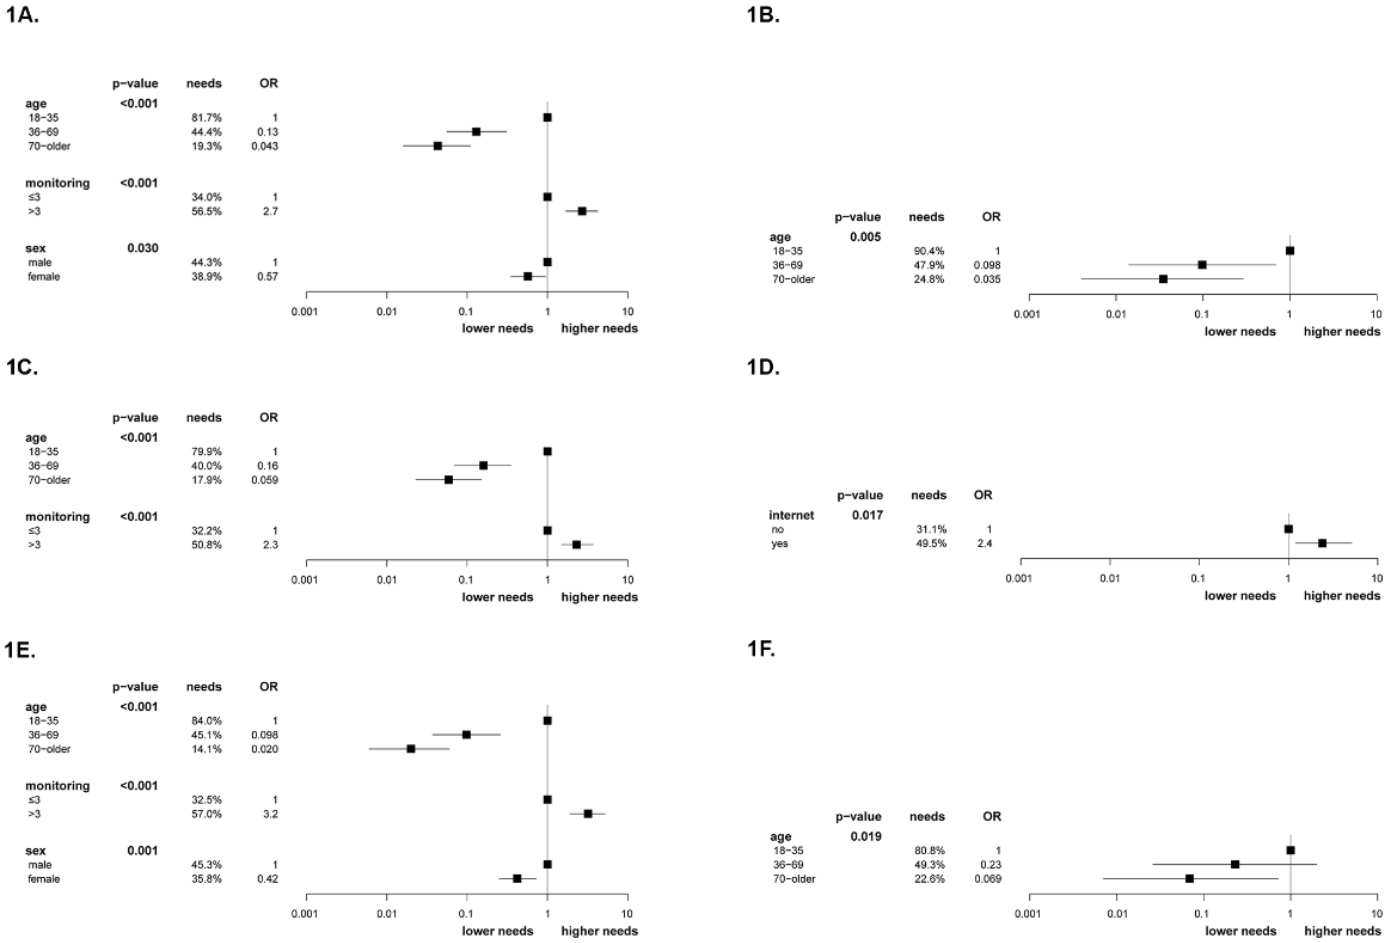 1A.
p−value needs OR
age <0.001
18−35 81.7% 1
36−69 44.4% 0.13
70−older 19.3% 0.043
monitoring <0.001
≤3 34.0% 1
>3 56.5% 2.7
sex 0.030
male 44.3% 1
female 38.9% 0.57
0.001 0.01 0.1 1 10
lower needs higher needs
1B.
p−value needs OR
age 0.005
18−35 90.4% 1
36−69 47.9% 0.098
70−older 24.8% 0.035
0.001 0.01 0.1 1 10
lower needs higher needs
1C.
p−value needs OR
age <0.001
18−35 79.9% 1
36−69 40.0% 0.16
70−older 17.9% 0.059
monitoring <0.001
≤3 32.2% 1
>3 50.8% 2.3
0.001 0.01 0.1 1 10
lower needs higher needs
1D.
p−value needs OR
internet 0.017
no 31.1% 1
yes 49.5% 2.4
0.001 0.01 0.1 1 10
lower needs higher needs
1E.
p−value needs OR
age <0.001
18−35 84.0% 1
36−69 45.1% 0.098
70−older 14.1% 0.020
monitoring <0.001
≤3 32.5% 1
>3 57.0% 3.2
sex 0.001
male 45.3% 1
female 35.8% 0.42
0.001 0.01 0.1 1 10
lower needs higher needs
1F.
p−value needs OR
age 0.019
18−35 80.8% 1
36−69 49.3% 0.23
70−older 22.6% 0.069
0.001 0.01 0.1 1 10
lower needs higher needs